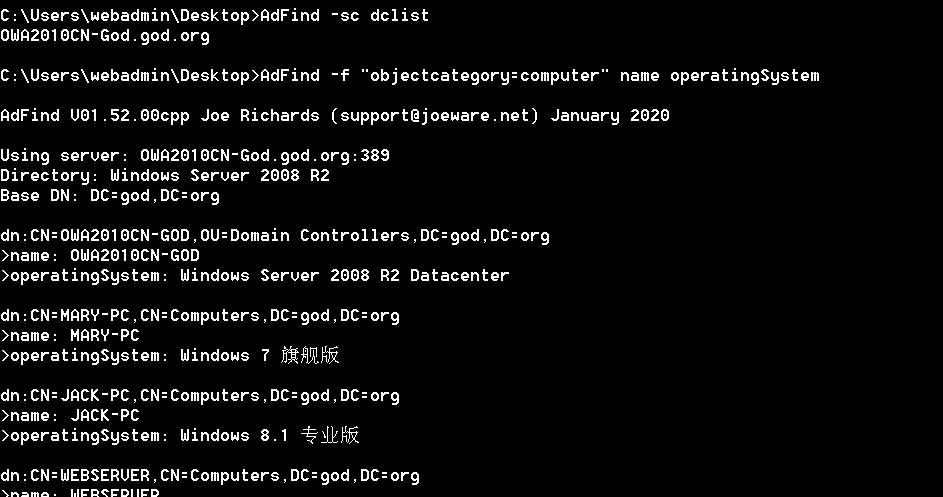 C:\Users\webadmin\Desktop>AdFind -sc dclist
OWA2010CN-God.god.org
C:\Users\webadmin\Desktop>AdFind -f "objectcategory=computer" name operatingSystem
AdFind V01.52.00cpp Joe Richards (support@joeware.net) January 2020
Using server: OWA2010CN-God.god.org:389
Directory: Windows Server 2008 R2
Base DN: DC=god,DC=org
dn:CN=OWA2010CN-GOD,OU=Domain Controllers,DC=god,DC=org
>name: OWA2010CN-GOD
>operatingSystem: Windows Server 2008 R2 Datacenter
dn:CN=MARY-PC,CN=Computers,DC=god,DC=org
>name: MARY-PC
>operatingSystem: Windows 7 旗舰版
dn:CN=JACK-PC,CN=Computers,DC=god,DC=org
>name: JACK-PC
>operatingSystem: Windows 8.1 专业版
dn:CN=WEBSERVER,CN=Computers,DC=god,DC=org
>name: WEBSERVER